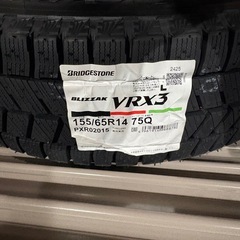 BRIDGESTONE
2425
L
BLIZZAK VRX3
155/65R14 75Q
PXR02015